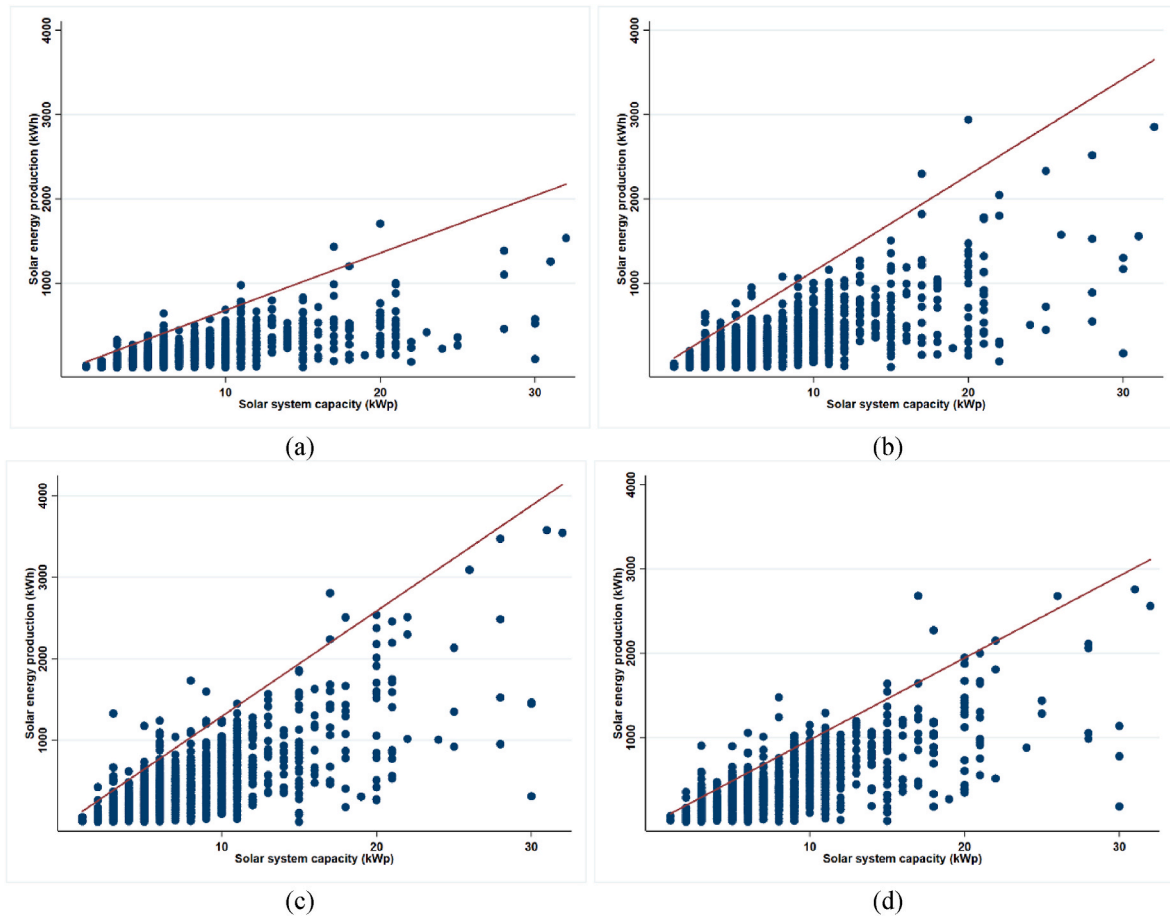 4000
3000
2000
1000
Solar energy production (kWh)
10
20
30
Solar system capacity (kWp)
(a)
4000
3000
2000
1000
Solar energy production (kWh)
10
20
30
Solar system capacity (kWp)
(b)
4000
3000
2000
1000
Solar energy production (kWh)
10
20
30
Solar system capacity (kWp)
(c)
4000
3000
2000
1000
Solar energy production (kWh)
10
20
30
Solar system capacity (kWp)
(d)